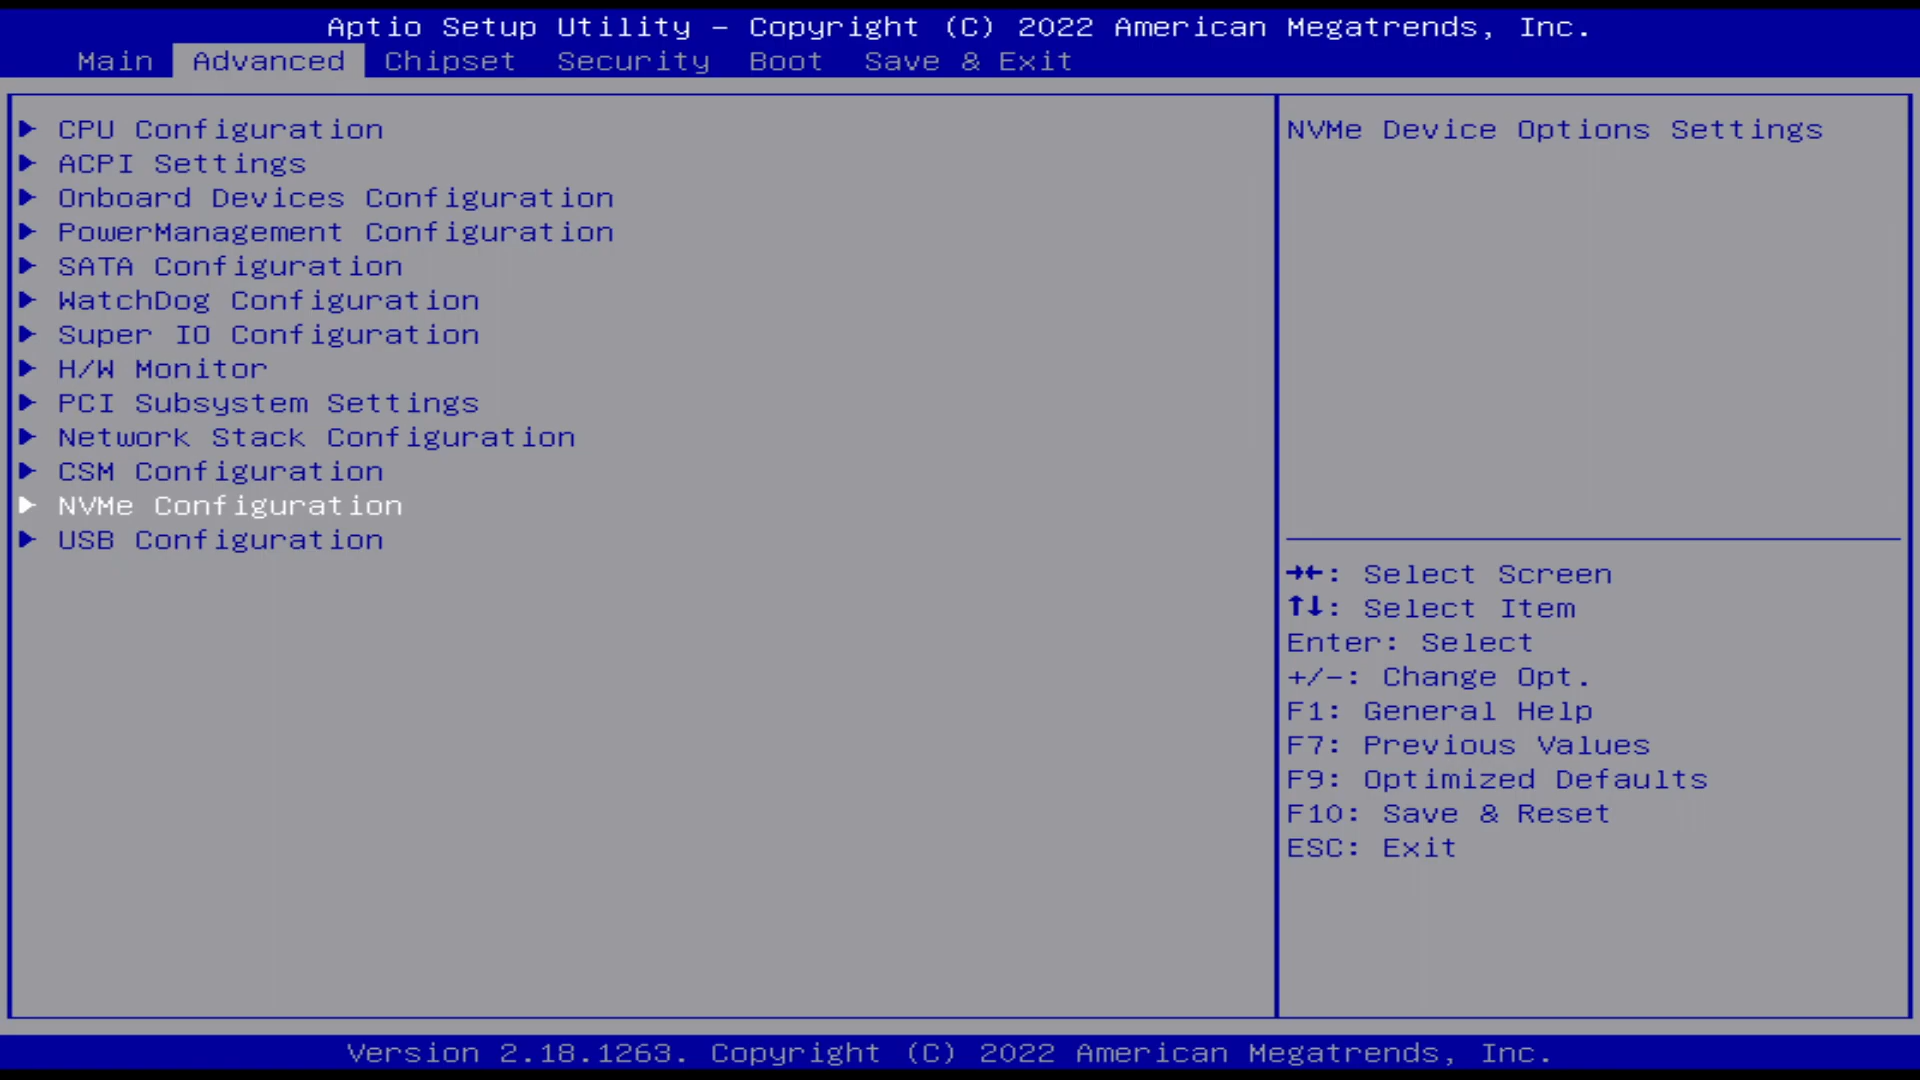 Aptio Setup Utility – Copyright (C) 2022 American Megatrends, Inc.
Main Advanced Chipset Security Boot Save & Exit
► CPU Configuration
► ACPI Settings
► Onboard Devices Configuration
► PowerManagement Configuration
► SATA Configuration
► WatchDog Configuration
► Super IO Configuration
► H/W Monitor
► PCI Subsystem Settings
► Network Stack Configuration
► CSM Configuration
► NVMe Configuration
► USB Configuration
NVMe Device Options Settings
→←: Select Screen
↑↓: Select Item
Enter: Select
+/-: Change Opt.
F1: General Help
F7: Previous Values
F9: Optimized Defaults
F10: Save & Reset
ESC: Exit
Version 2.18.1263. Copyright (C) 2022 American Megatrends, Inc.